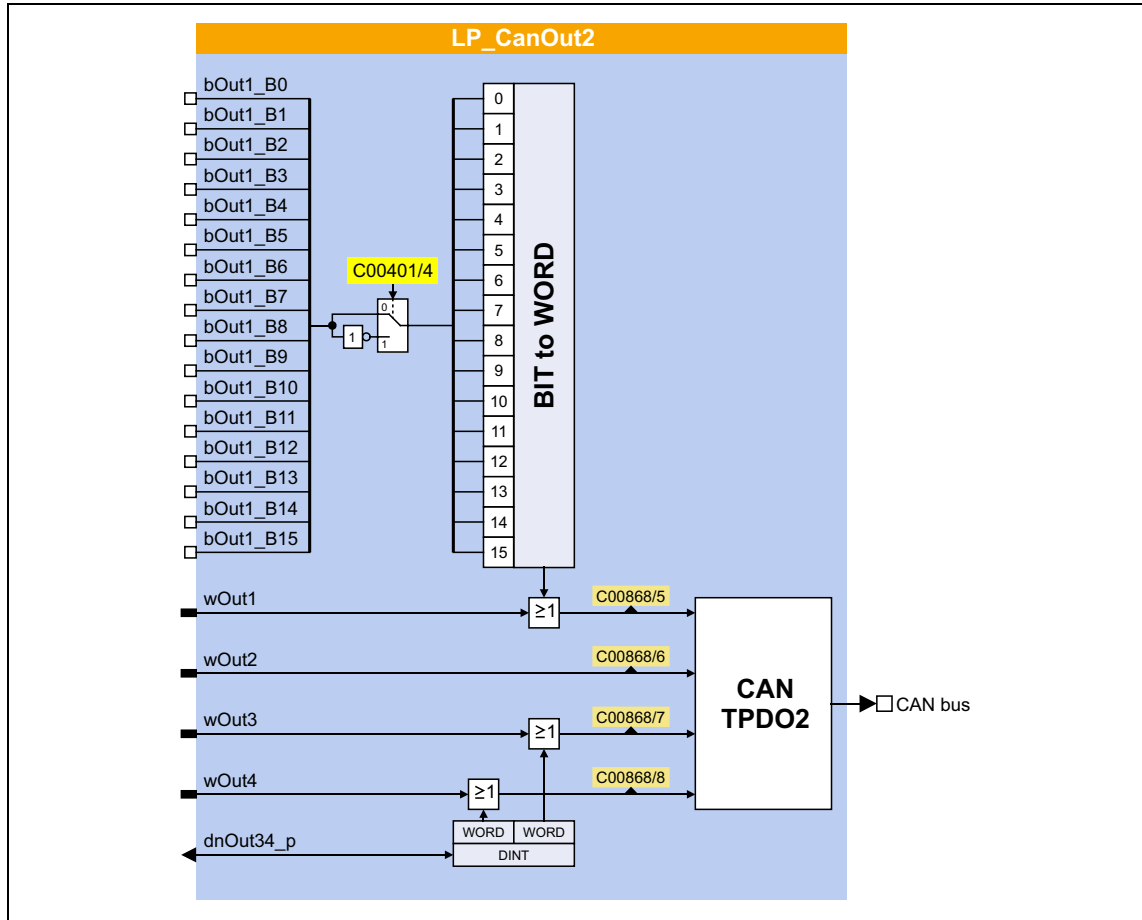 LP_CanOut2
bOut1_B0
bOut1_B1
bOut1_B2
bOut1_B3
bOut1_B4
bOut1_B5
bOut1_B6
bOut1_B7
bOut1_B8
bOut1_B9
bOut1_B10
bOut1_B11
bOut1_B12
bOut1_B13
bOut1_B14
bOut1_B15
C00401/4
0
1
1
0
1
2
3
4
5
6
7
8
9
10
11
12
13
14
15
BIT to WORD
wOut1
≥1
C00868/5
wOut2
C00868/6
wOut3
≥1
C00868/7
wOut4
≥1
C00868/8
dnOut34_p
WORD WORD
DINT
CAN
TPDO2
CAN bus